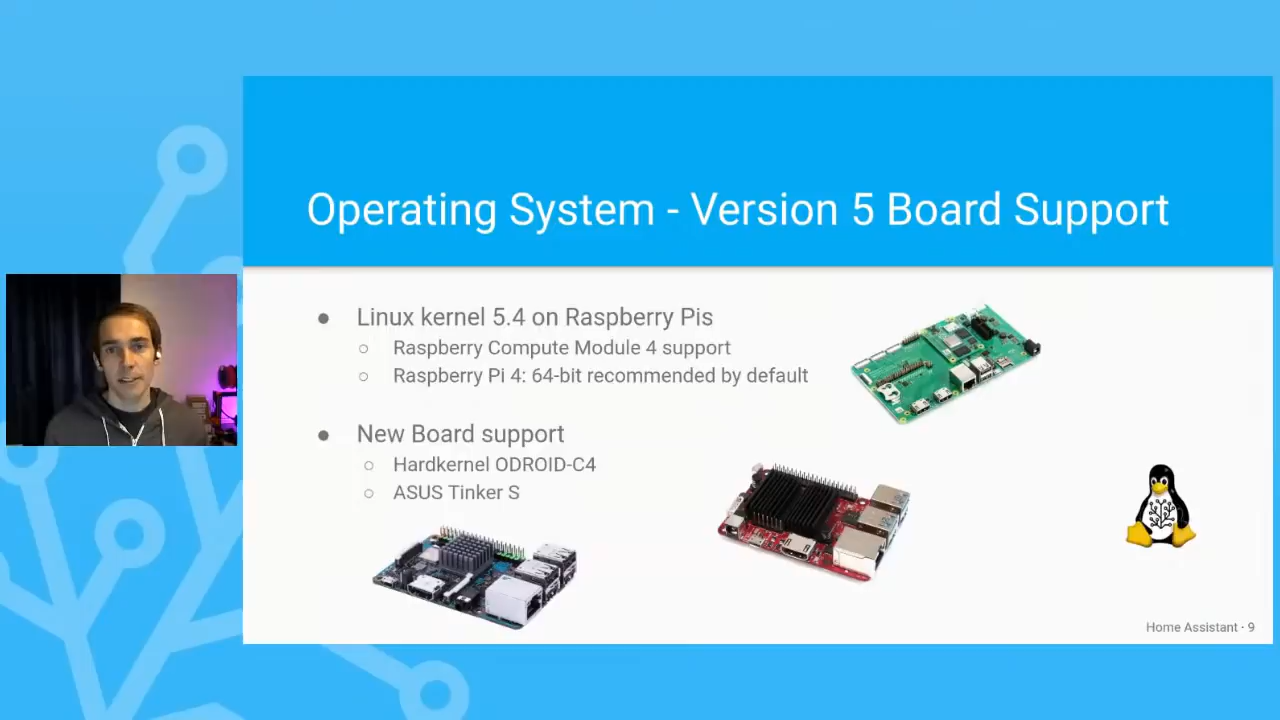 Operating System - Version 5 Board Support
Linux kernel 5.4 on Raspberry Pis
Raspberry Compute Module 4 support
Raspberry Pi 4: 64-bit recommended by default
New Board support
Hardkernel ODROID-C4
ASUS Tinker S
Home Assistant · 9